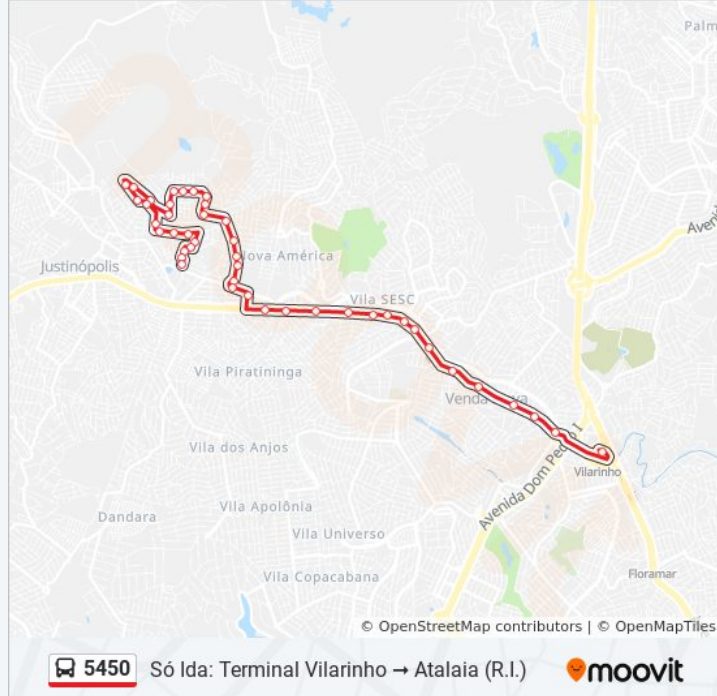 Palm
Avenida
Nova América
Justinópolis
Vila SESC
Vila Piratininga
Venda Nova
Vila dos Anjos
Avenida Dom Pedro I
Vilarinho
Vila Apolônia
Dandara
Vila Universo
Vila Copacabana
Floramar
© OpenStreetMap contributors | © OpenMapTiles
5450 Só Ida: Terminal Vilarinho → Atalaia (R.I.) moovit